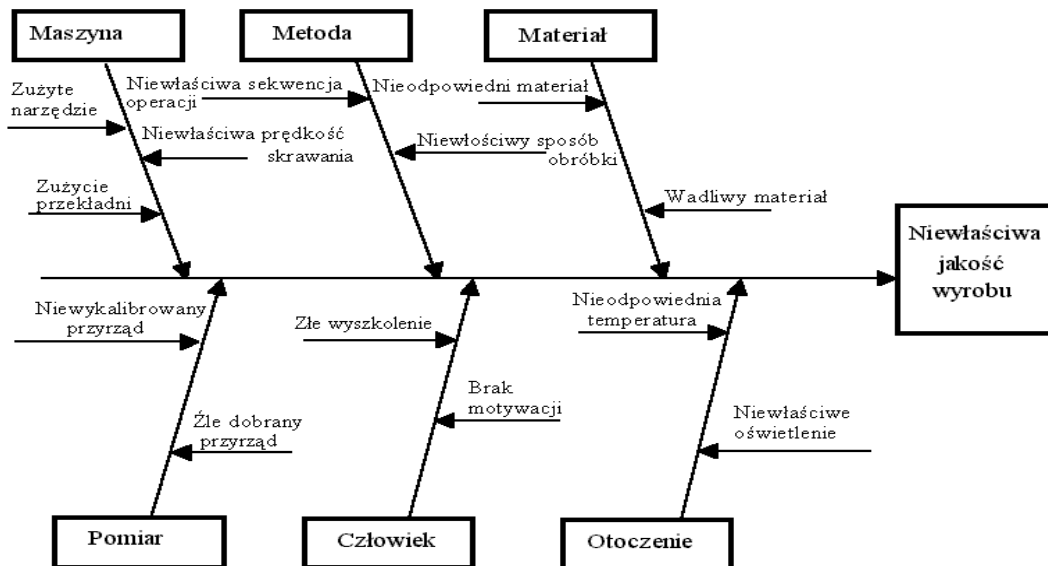 Maszyna
Metoda
Materiał
Zużyte
narzędzie
Niewłaściwa prędkość
skrawania
Zużycie
przekładni
Niewłaściwa sekwencja
operacji
Niewłościwy sposób
obróbki
Nieodpowiedni materiał
Wadliwy materiał
Niewłaściwa
jakość
wyrobu
Niewykalibrowany
przyrząd
Źle dobrany
przyrząd
Złe wyszkolenie
Brak
motywacji
Nieodpowiednia
temperatura
Niewłaściwe
oświetlenie
Pomiar
Człowiek
Otoczenie